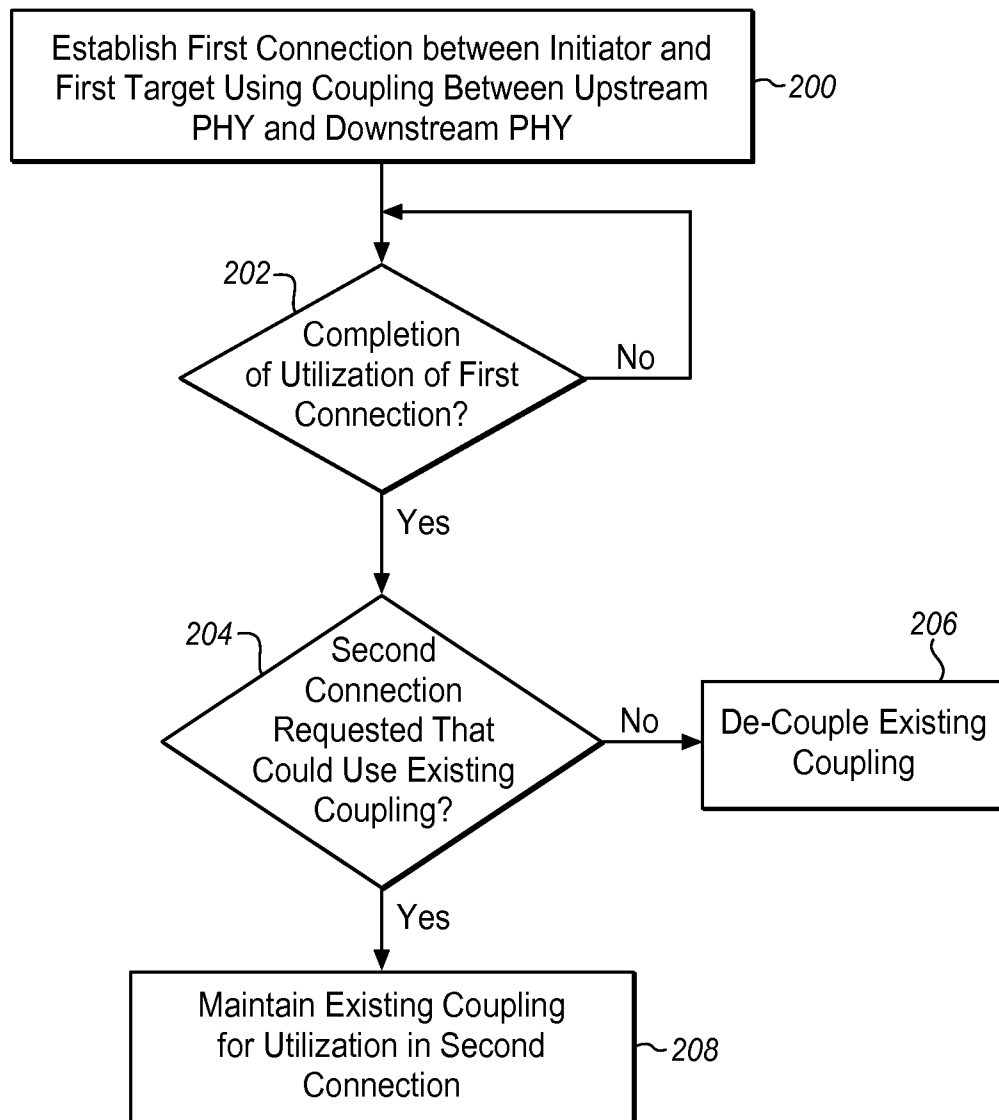 Establish First Connection between Initiator and
First Target Using Coupling Between Upstream
PHY and Downstream PHY
200
202
Completion
of Utilization of First
Connection?
No
Yes
204
Second
Connection
Requested That
Could Use Existing
Coupling?
No
206
De-Couple Existing
Coupling
Yes
Maintain Existing Coupling
for Utilization in Second
Connection
208